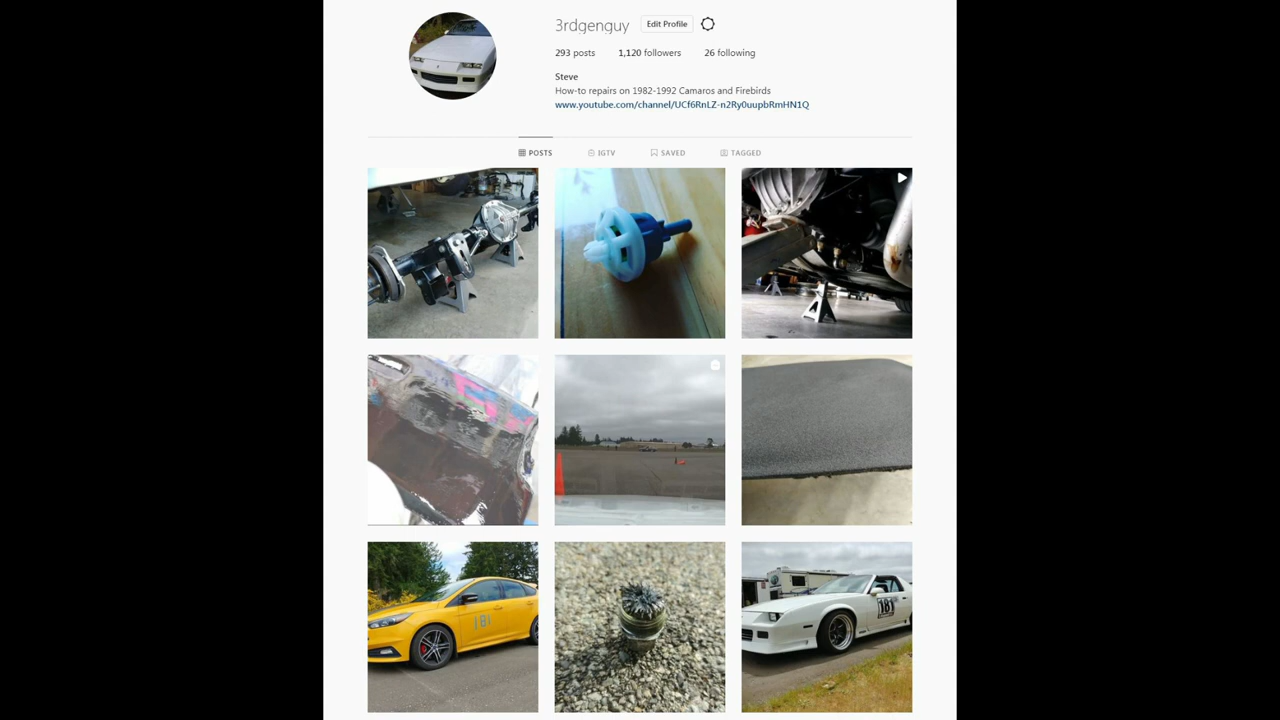 3rdgenguy Edit Profile
293 posts 1,120 followers 26 following
Steve
How-to repairs on 1982-1992 Camaros and Firebirds
www.youtube.com/channel/UCf6RnLZ-n2Ry0uupbRmHN1Q
POSTS IGTV SAVED TAGGED
181
181